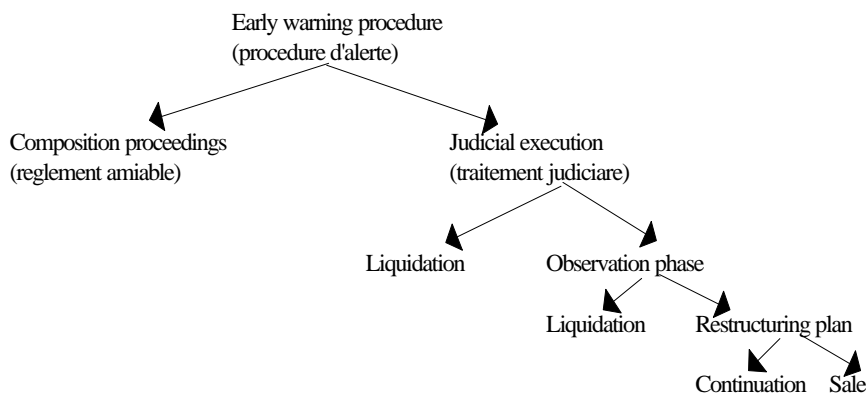 Early warning procedure
(procedure d'alerte)
Composition proceedings
(reglement amiable)
Judicial execution
(traitement judiciare)
Liquidation
Observation phase
Liquidation
Restructuring plan
Continuation
Sale